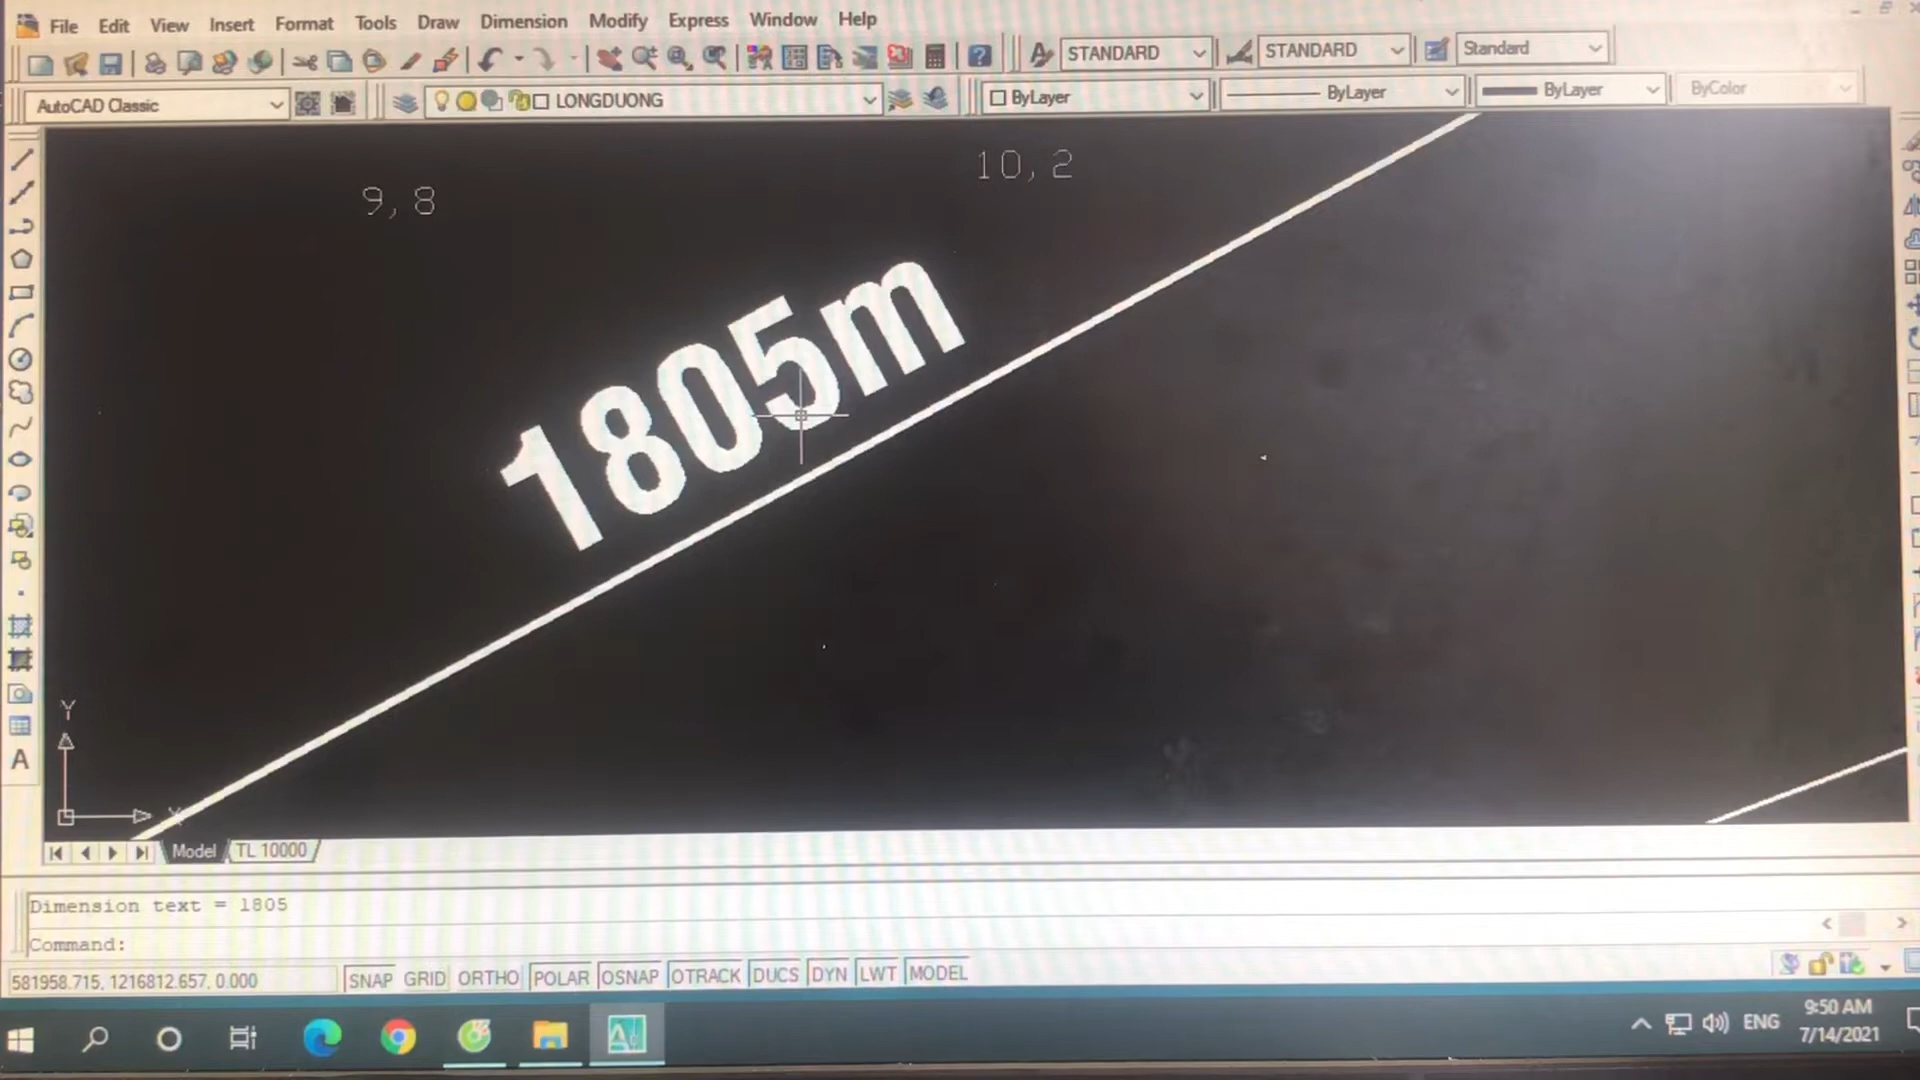 File Edit View Insert Format Tools Draw Dimension Modify Express Window Help
STANDARD STANDARD Standard
AutoCAD Classic LONGDUONG ByLayer ByLayer ByLayer ByColor
9,8
10,2
1805m
Y
X
A
Model TL 10000
Dimension text = 1805
Command:
581958.715, 1216812.657, 0.000 SNAP GRID ORTHO POLAR OSNAP OTRACK DUCS DYN LWT MODEL
ENG
9:50 AM
7/14/2021